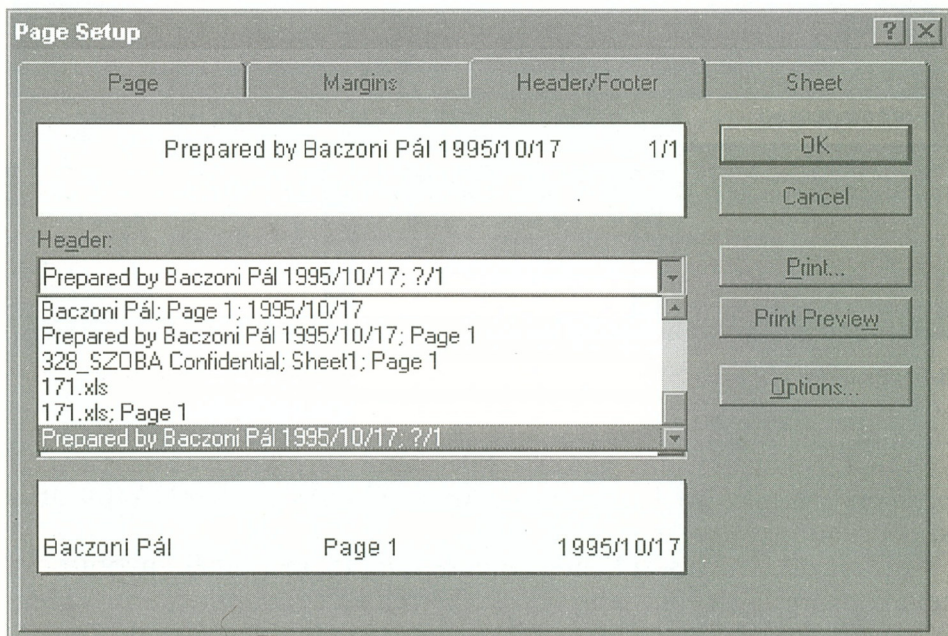 Page Setup
Page Margins Header/Footer Sheet
Prepared by Baczoni Pál 1995/10/17 1/1
OK
Cancel
Header:
Prepared by Baczoni Pál 1995/10/17; ?/1
Print...
Baczoni Pál; Page 1; 1995/10/17
Prepared by Baczoni Pál 1995/10/17; Page 1
Print Preview
328_SZOBA Confidential; Sheet1; Page 1
171.xls
171.xls; Page 1
Options...
Prepared by Baczoni Pál 1995/10/17; ?/1
Baczoni Pál Page 1 1995/10/17